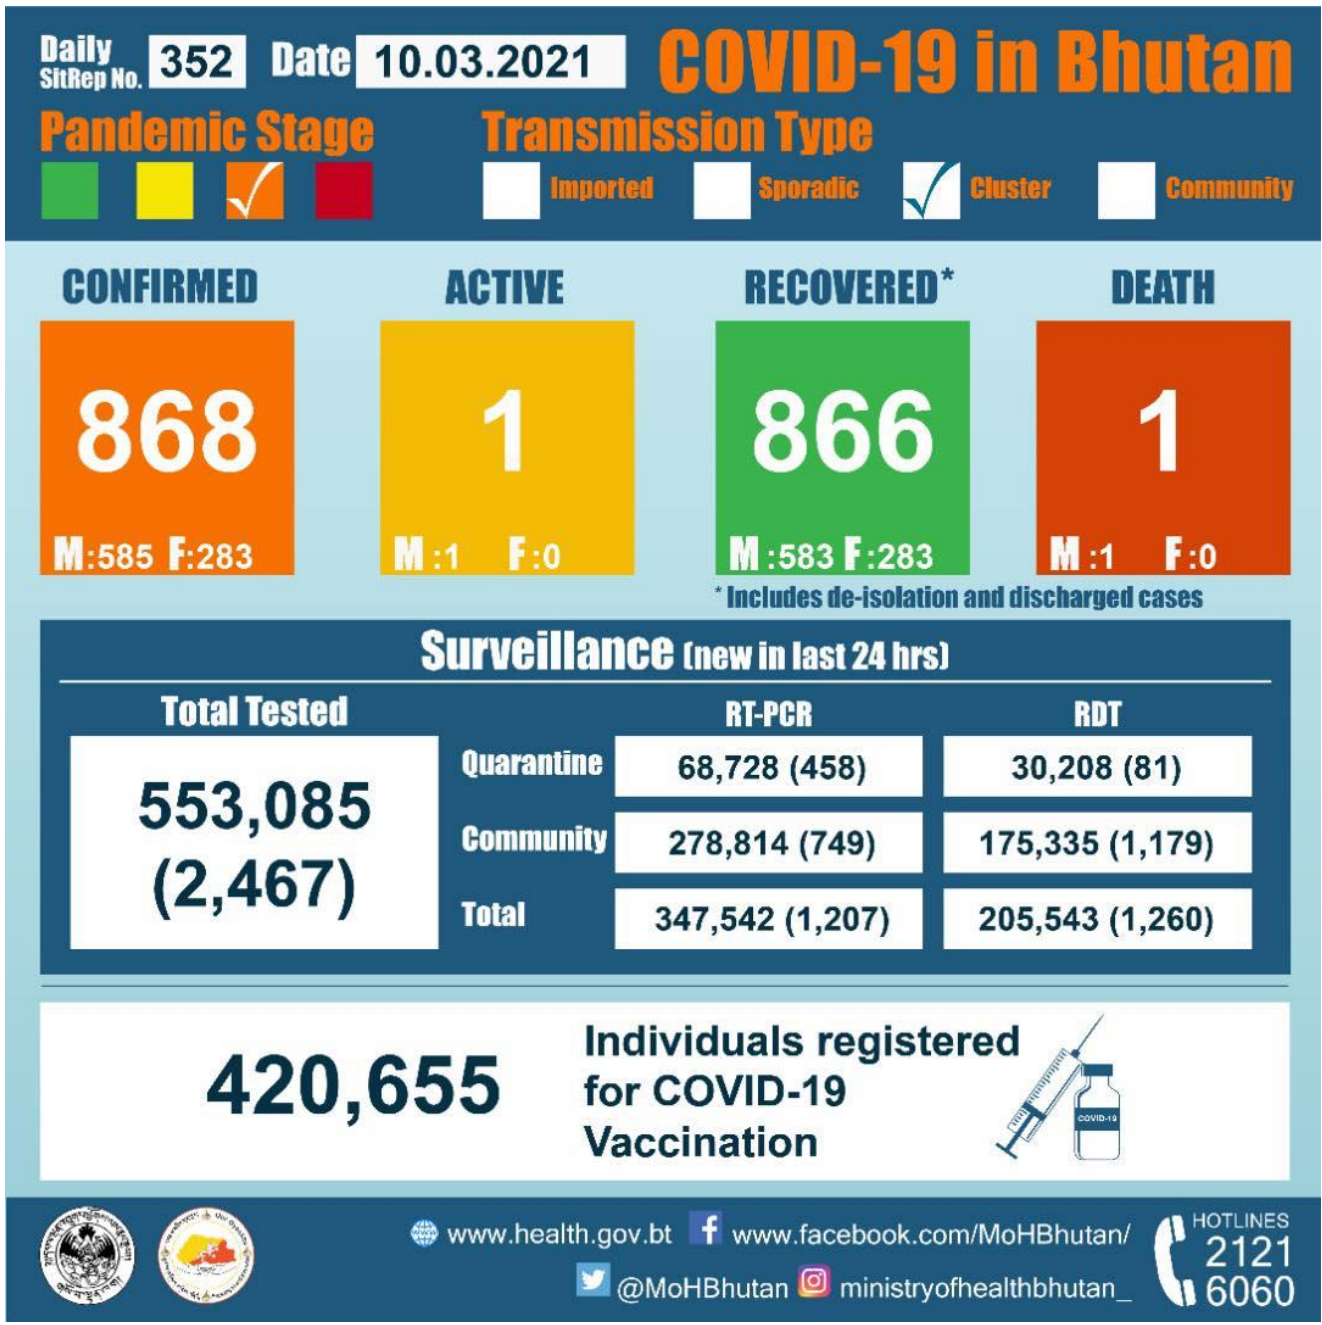 Daily SitRep No. 352 Date 10.03.2021 COVID-19 in Bhutan
Pandemic Stage Transmission Type
Imported Sporadic Cluster Community
CONFIRMED ACTIVE RECOVERED* DEATH
868 1 866 1
M:585 F:283 M:1 F:0 M:583 F:283 M:1 F:0
* Includes de-isolation and discharged cases
Surveillance (new in last 24 hrs)
Total Tested RT-PCR RDT
553,085 (2,467)
Quarantine 68,728 (458) 30,208 (81)
Community 278,814 (749) 175,335 (1,179)
Total 347,542 (1,207) 205,543 (1,260)
420,655
Individuals registered
for COVID-19
Vaccination
COVID-19
www.health.gov.bt www.facebook.com/MoHBhutan/
@MoHBhutan ministryofhealthbhutan_
HOTLINES
2121
6060